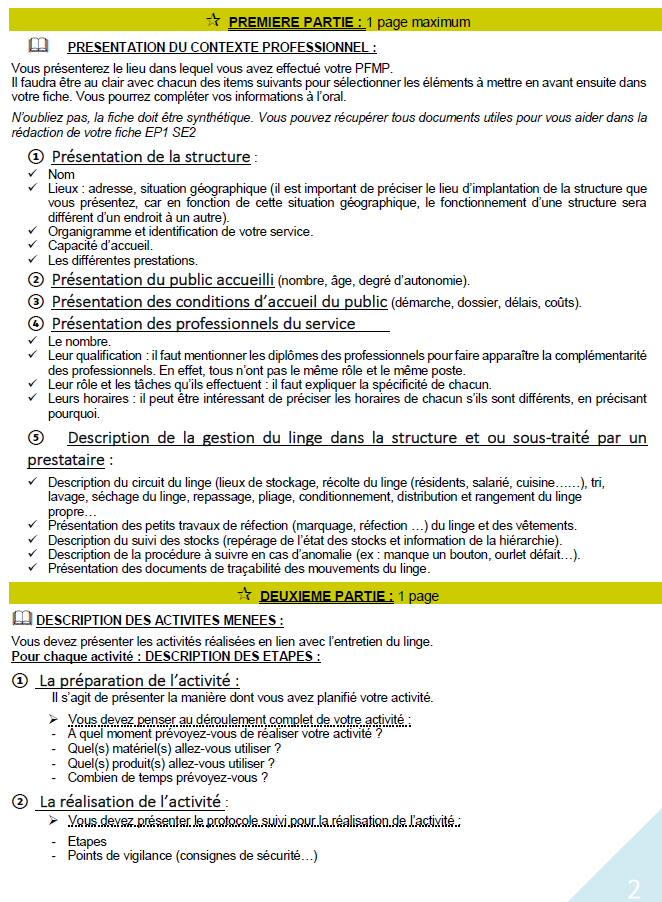 ☆ PREMIERE PARTIE : 1 page maximum
PRESENTATION DU CONTEXTE PROFESSIONNEL :
Vous présenterez le lieu dans lequel vous avez effectué votre PFMP.
Il faudra être au clair avec chacun des items suivants pour sélectionner les éléments à mettre en avant ensuite dans
votre fiche. Vous pourrez compléter vos informations à l'oral.
N'oubliez pas, la fiche doit être synthétique. Vous pouvez récupérer tous documents utiles pour vous aider dans la
rédaction de votre fiche EP1 SE2
① Présentation de la structure :
✓ Nom
✓ Lieux : adresse, situation géographique (il est important de préciser le lieu d'implantation de la structure que
vous présentez, car en fonction de cette situation géographique, le fonctionnement d'une structure sera
différent d'un endroit à un autre).
✓ Organigramme et identification de votre service.
✓ Capacité d'accueil.
✓ Les différentes prestations.
② Présentation du public accueilli (nombre, âge, degré d'autonomie).
③ Présentation des conditions d'accueil du public (démarche, dossier, délais, coûts).
④ Présentation des professionnels du service
✓ Le nombre.
✓ Leur qualification : il faut mentionner les diplômes des professionnels pour faire apparaître la complémentarité
des professionnels. En effet, tous n'ont pas le même rôle et le même poste.
✓ Leur rôle et les tâches qu'ils effectuent : il faut expliquer la spécificité de chacun.
✓ Leurs horaires : il peut être intéressant de préciser les horaires de chacun s'ils sont différents, en précisant
pourquoi.
⑤ Description de la gestion du linge dans la structure et ou sous-traité par un
prestataire :
✓ Description du circuit du linge (lieux de stockage, récolte du linge (résidents, salarié, cuisine……), tri,
lavage, séchage du linge, repassage, pliage, conditionnement, distribution et rangement du linge
propre…
✓ Présentation des petits travaux de réfection (marquage, réfection …) du linge et des vêtements.
✓ Description du suivi des stocks (repérage de l'état des stocks et information de la hiérarchie).
✓ Description de la procédure à suivre en cas d'anomalie (ex : manque un bouton, ourlet défait…).
✓ Présentation des documents de traçabilité des mouvements du linge.
☆ DEUXIEME PARTIE : 1 page
DESCRIPTION DES ACTIVITES MENEES :
Vous devez présenter les activités réalisées en lien avec l'entretien du linge.
Pour chaque activité : DESCRIPTION DES ETAPES :
① La préparation de l'activité :
Il s'agit de présenter la manière dont vous avez planifié votre activité.
➢ Vous devez penser au déroulement complet de votre activité :
- A quel moment prévoyez-vous de réaliser votre activité ?
- Quel(s) matériel(s) allez-vous utiliser ?
- Quel(s) produit(s) allez-vous utiliser ?
- Combien de temps prévoyez-vous ?
② La réalisation de l'activité :
➢ Vous devez présenter le protocole suivi pour la réalisation de l'activité :
- Etapes
- Points de vigilance (consignes de sécurité…)
2